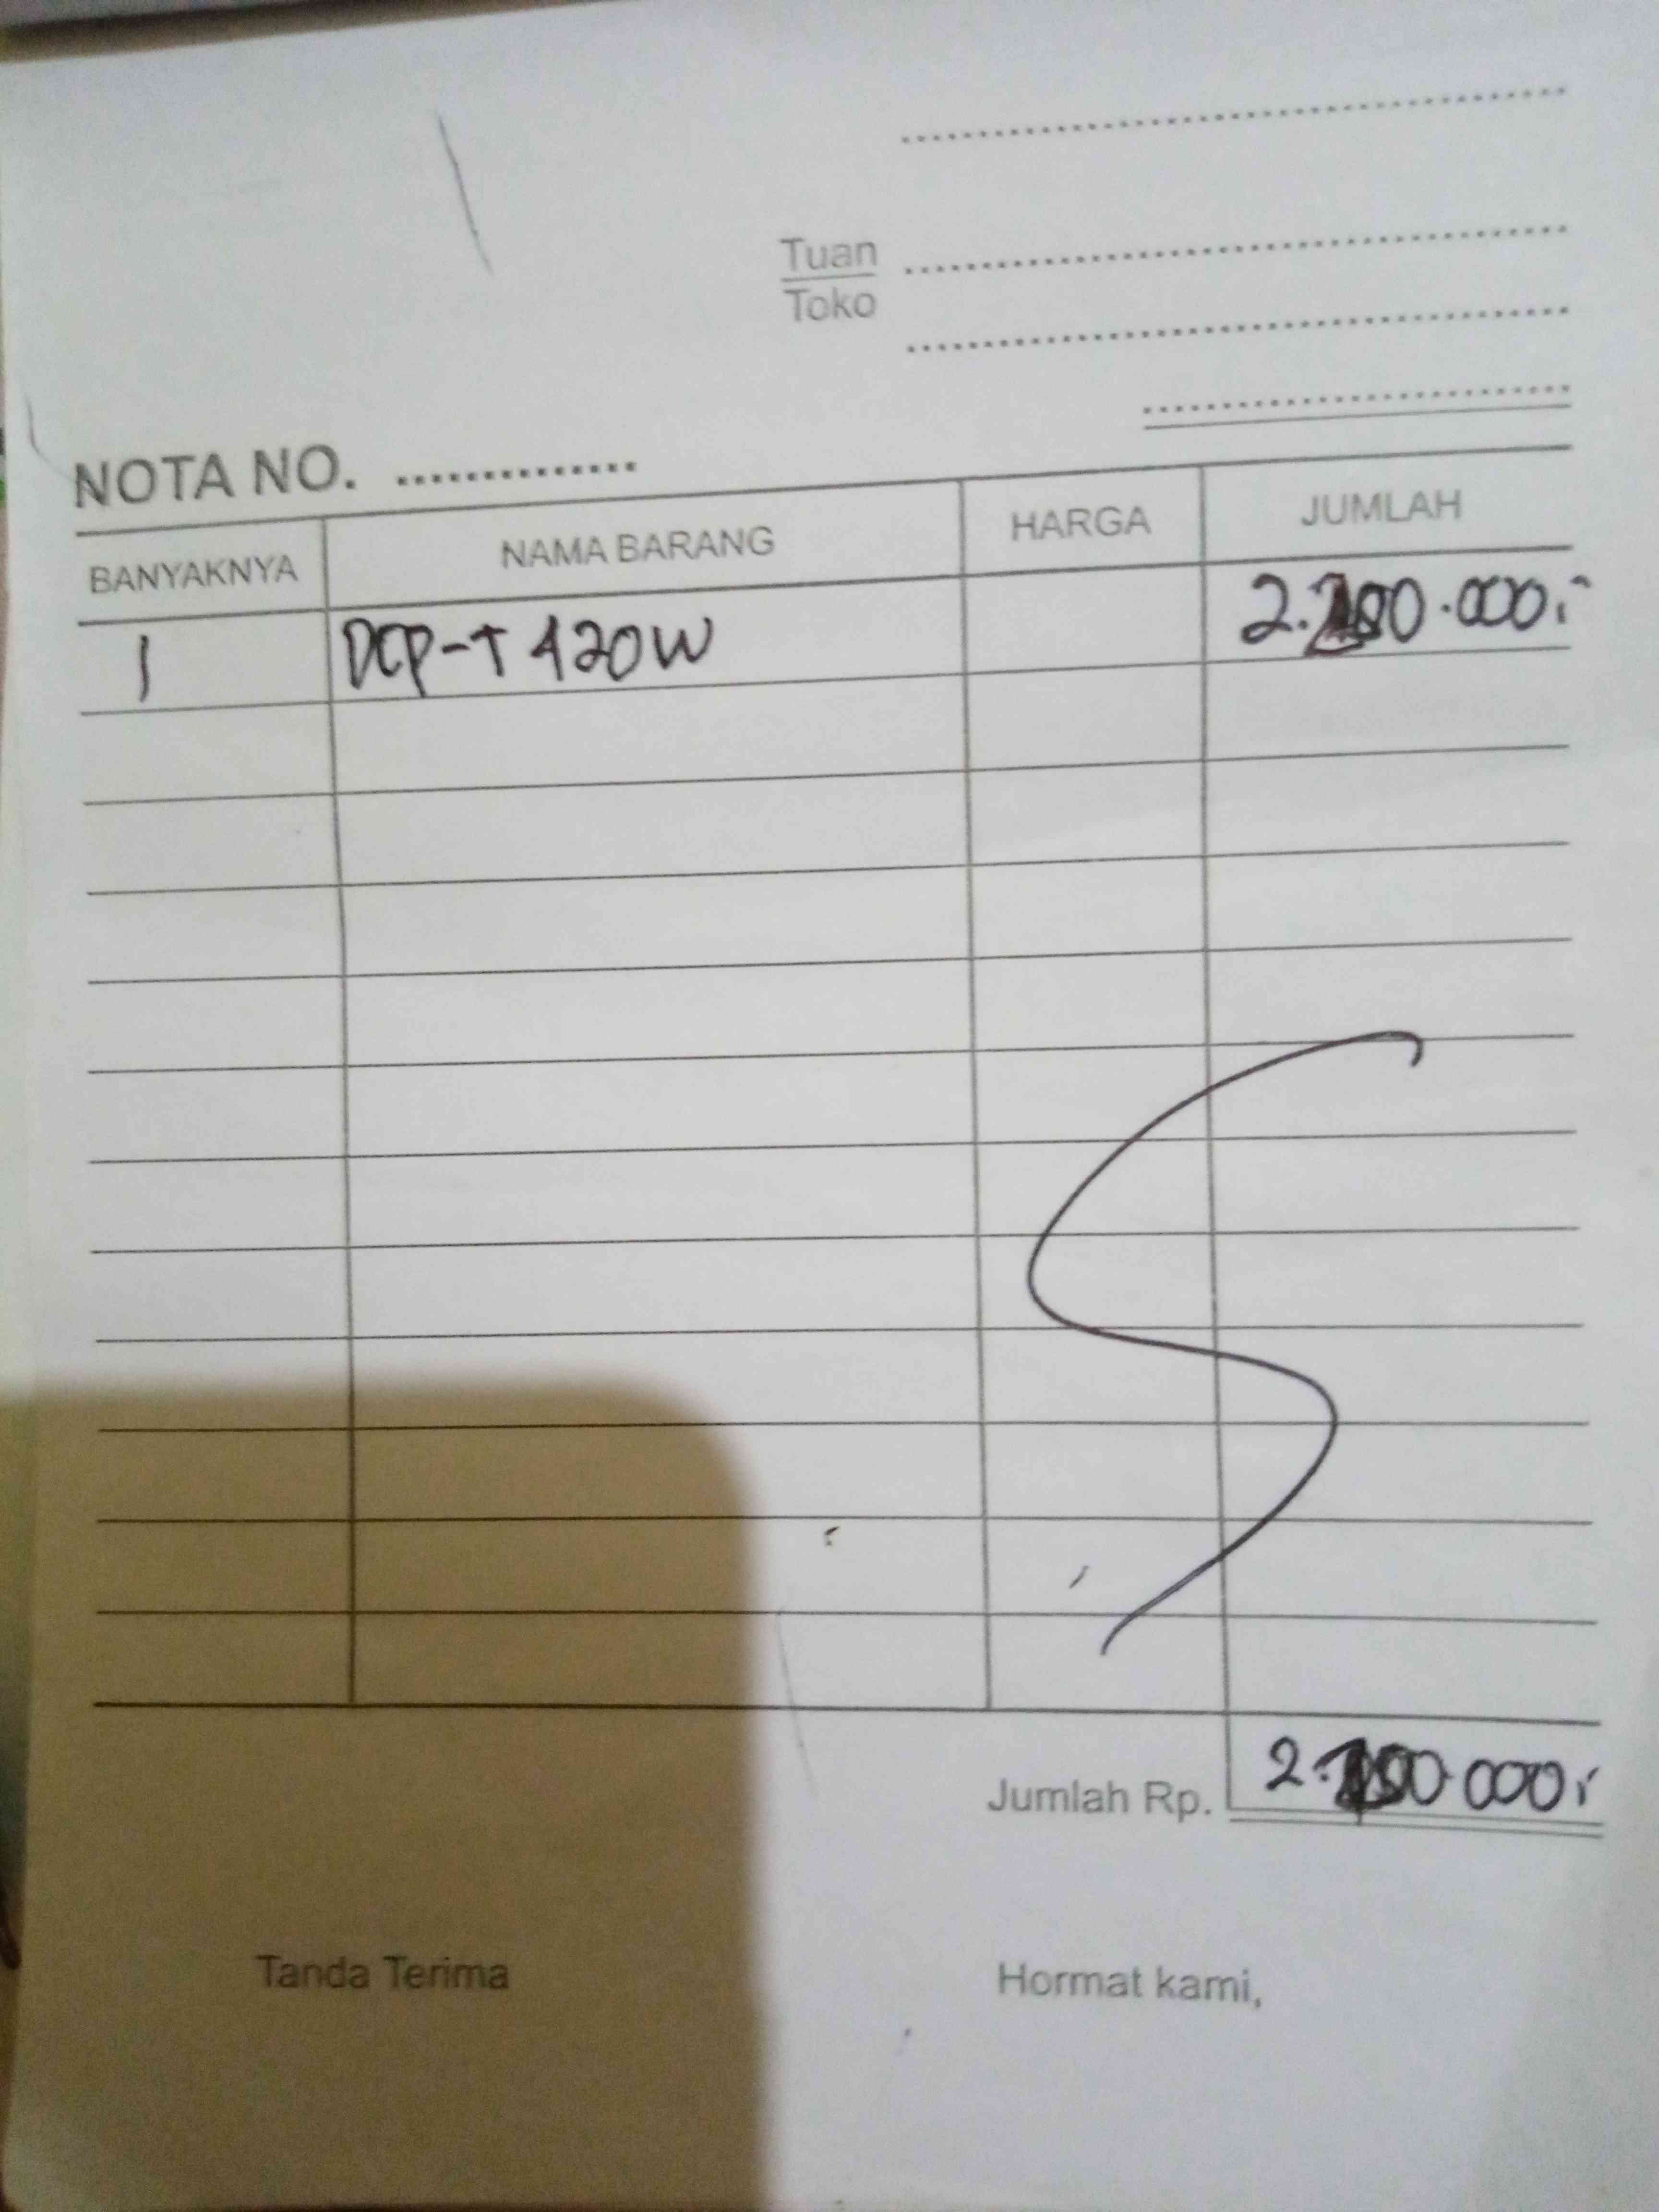 Tuan
Toko
NOTA NO. ..............
BANYAKNYA NAMA BARANG HARGA JUMLAH
1 DCP-T420W
Jumlah Rp.
Tanda Terima Hormat kami,